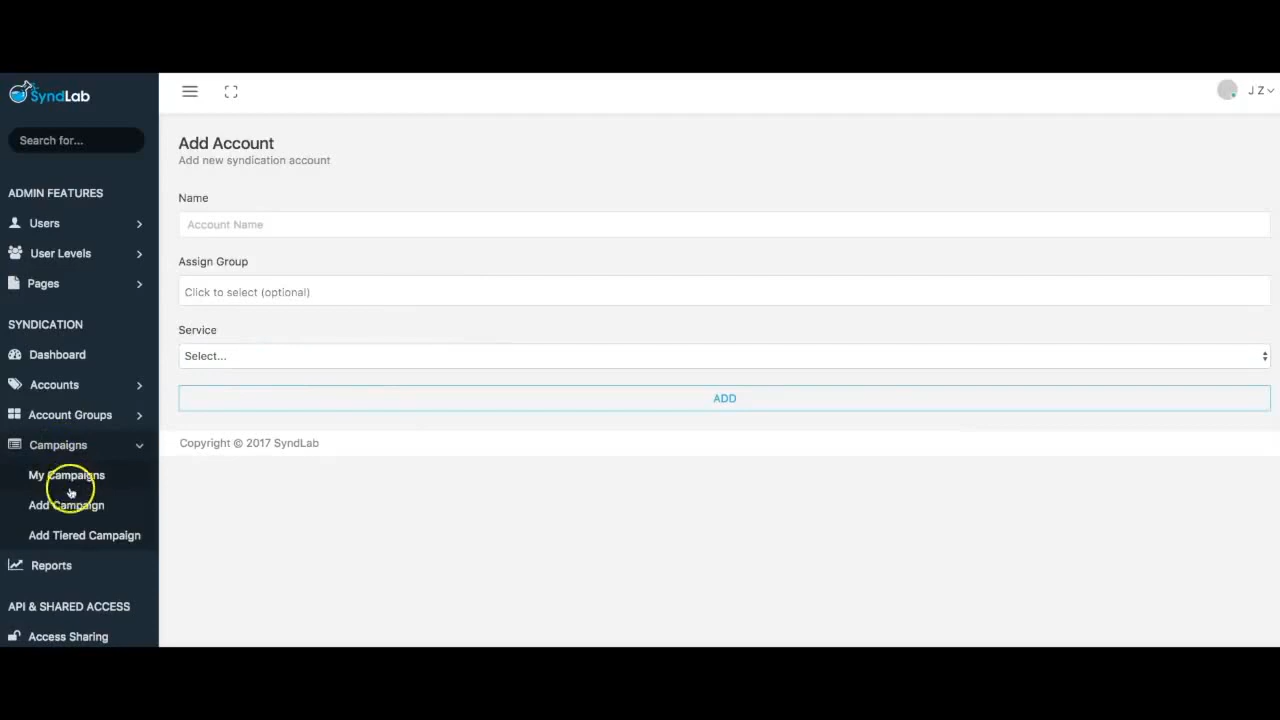 SyndLab
J Z
Search for...
ADMIN FEATURES
Users
User Levels
Pages
SYNDICATION
Dashboard
Accounts
Account Groups
Campaigns
My Campaigns
Add Campaign
Add Tiered Campaign
Reports
API & SHARED ACCESS
Access Sharing
Add Account
Add new syndication account
Name
Account Name
Assign Group
Click to select (optional)
Service
Select...
ADD
Copyright © 2017 SyndLab